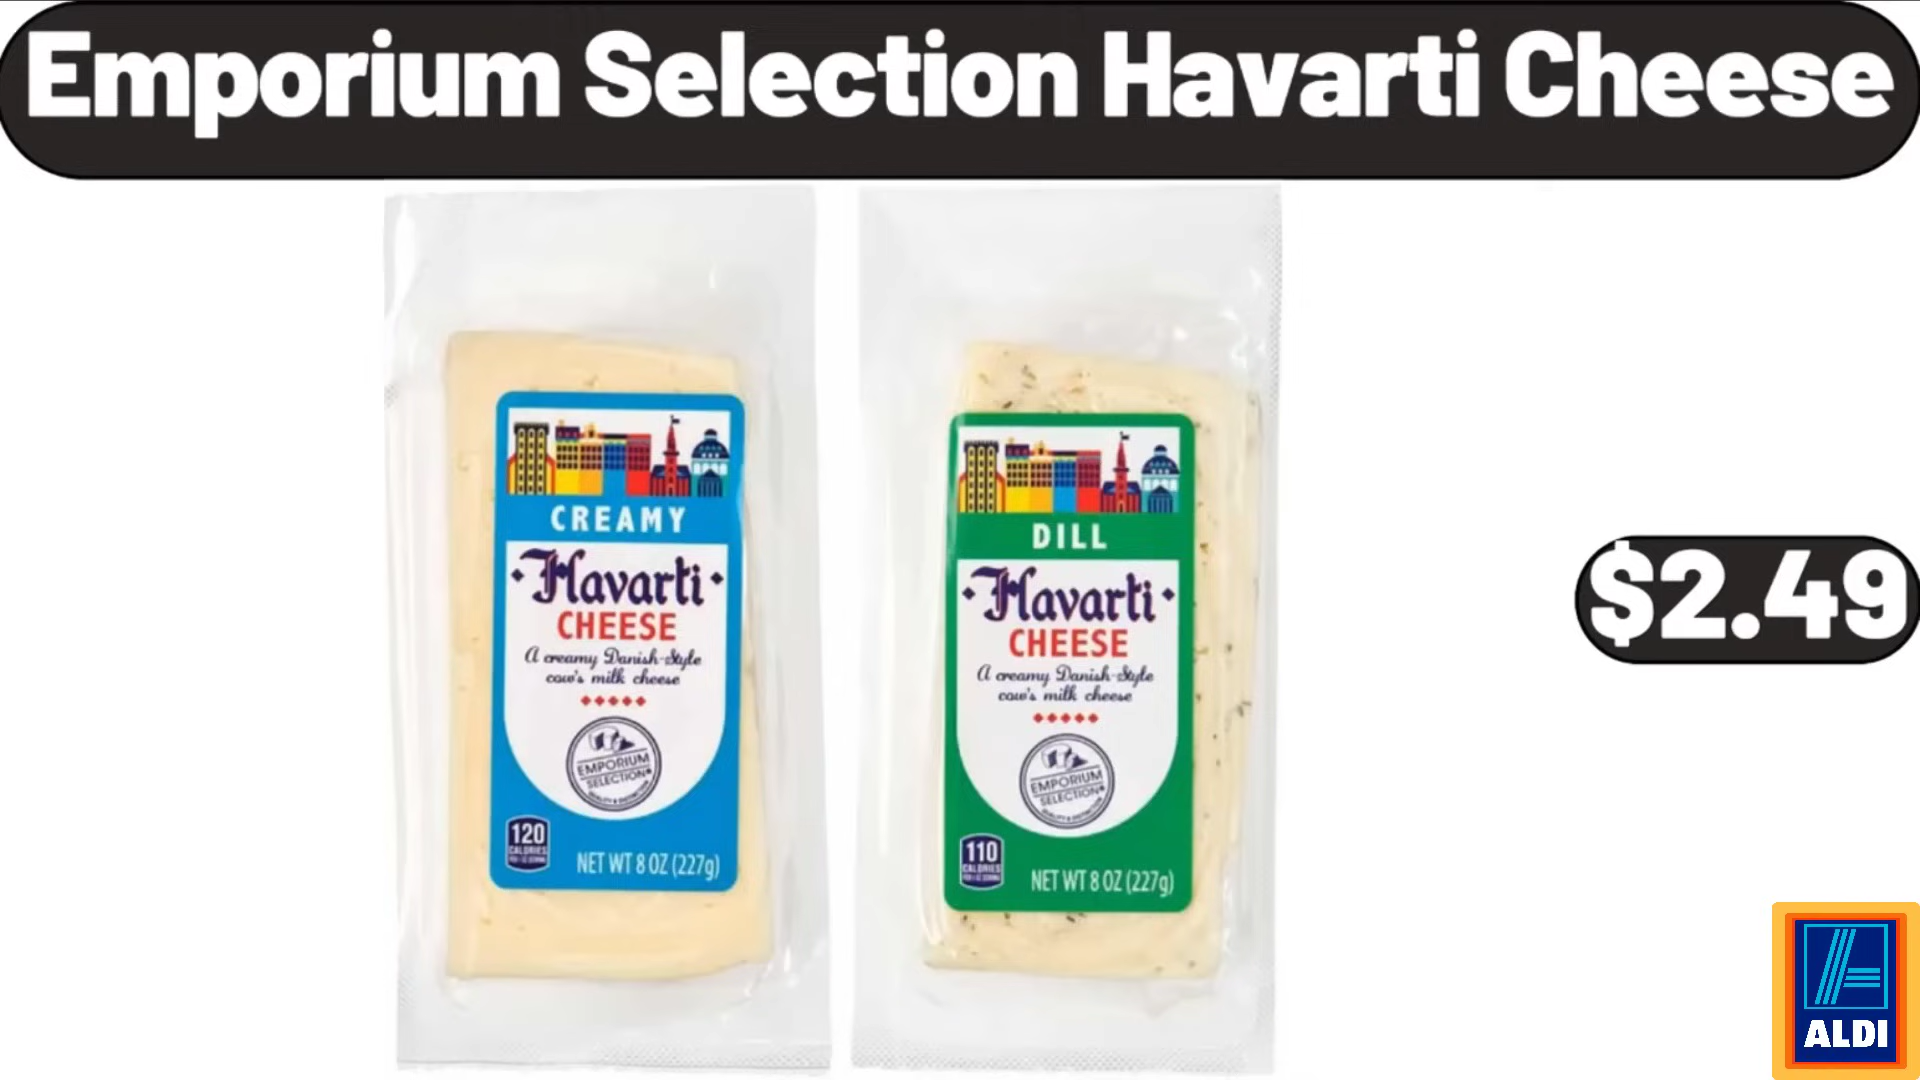 Emporium Selection Havarti Cheese
CREAMY
Havarti
CHEESE
A creamy Danish-Style
cow's milk cheese
EMPORIUM
SELECTION
120
CALORIES
NET WT 8 OZ (227g)
DILL
Havarti
CHEESE
A creamy Danish-Style
cow's milk cheese
EMPORIUM
SELECTION
110
CALORIES
NET WT 8 OZ (227g)
$2.49
ALDI